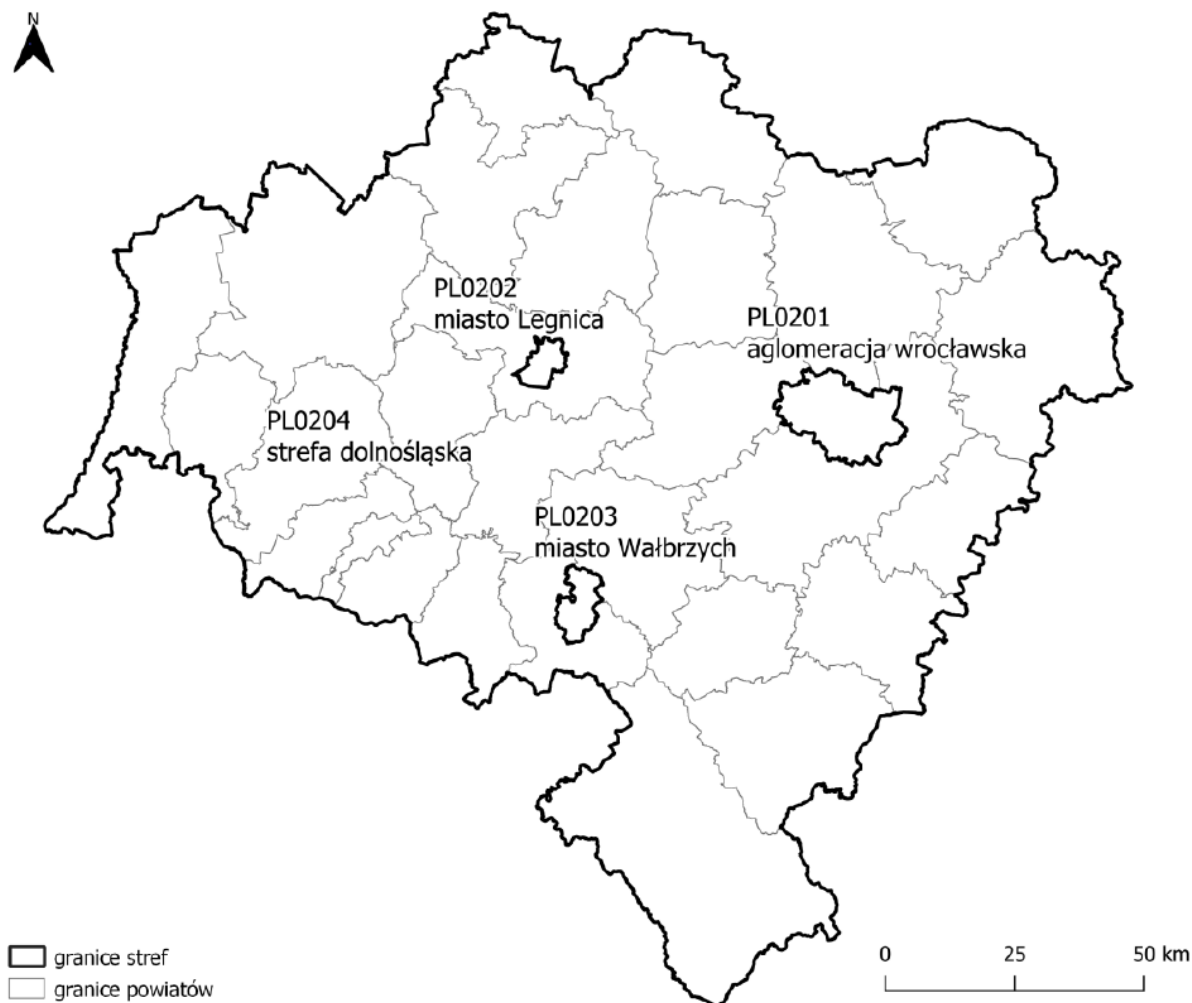 N
PL0202
miasto Legnica
PL0201
aglomeracja wrocławska
PL0204
strefa dolnośląska
PL0203
miasto Wałbrzych
granice stref
granice powiatów
0 25 50 km